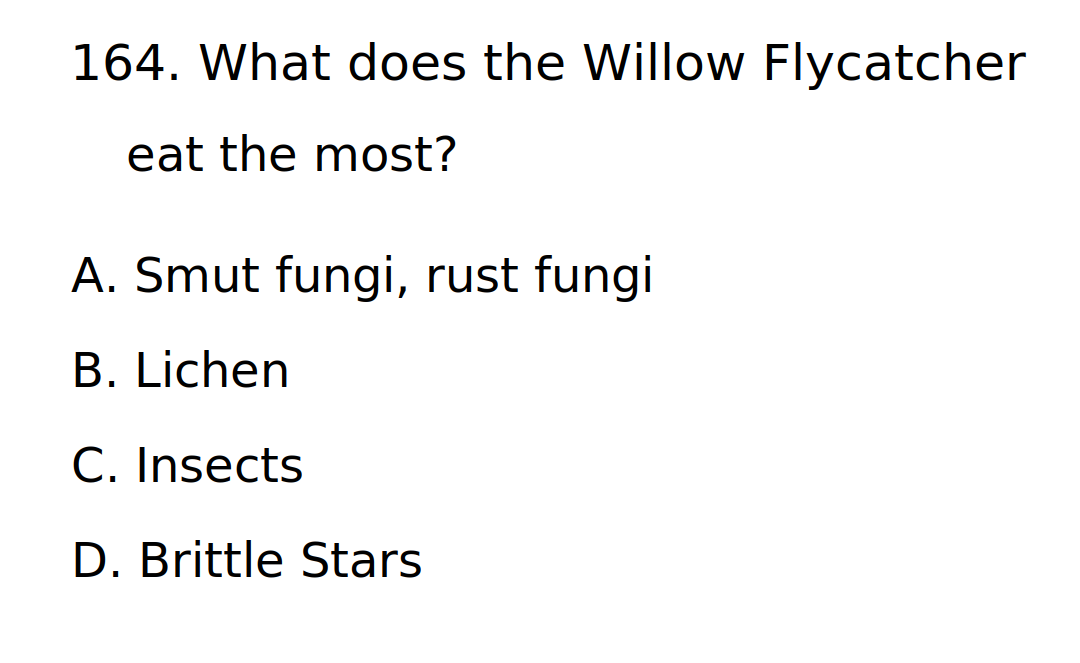 164. What does the Willow Flycatcher
eat the most?
A. Smut fungi, rust fungi
B. Lichen
C. Insects
D. Brittle Stars